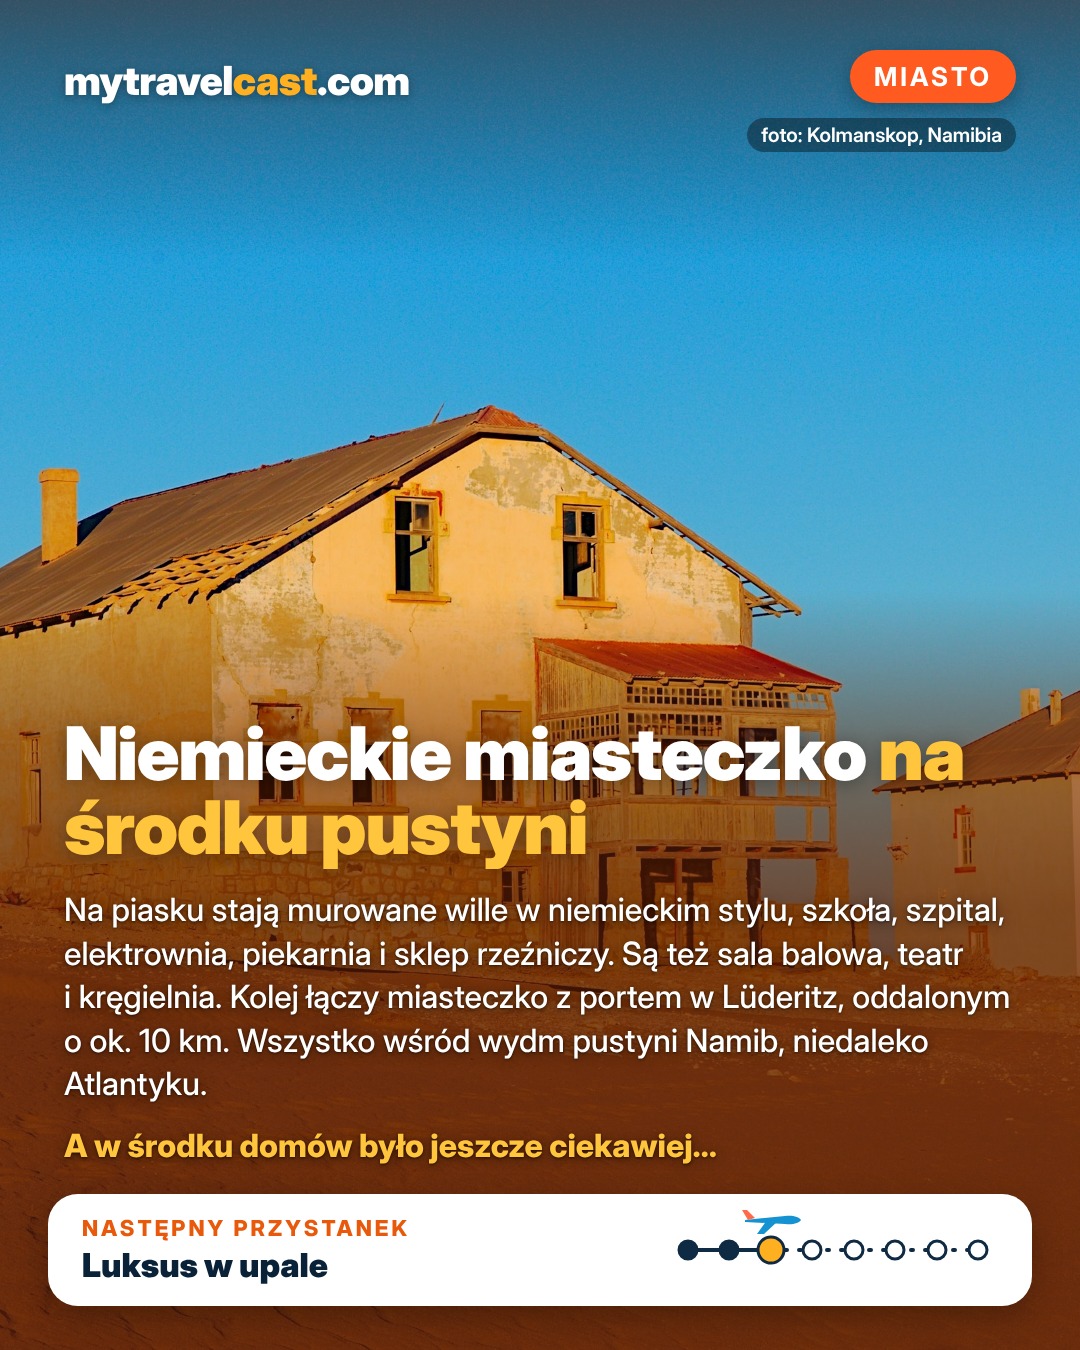 mytravelcast.com
MIASTO
foto: Kolmanskop, Namibia
Niemieckie miasteczko na
środku pustyni
Na piasku stają murowane wille w niemieckim stylu, szkoła, szpital,
elektrownia, piekarnia i sklep rzeźniczy. Są też sala balowa, teatr
i kręgielnia. Kolej łączy miasteczko z portem w Lüderitz, oddalonym
o ok. 10 km. Wszystko wśród wydm pustyni Namib, niedaleko
Atlantyku.
A w środku domów było jeszcze ciekawiej...
NASTĘPNY PRZYSTANEK
Luksus w upale